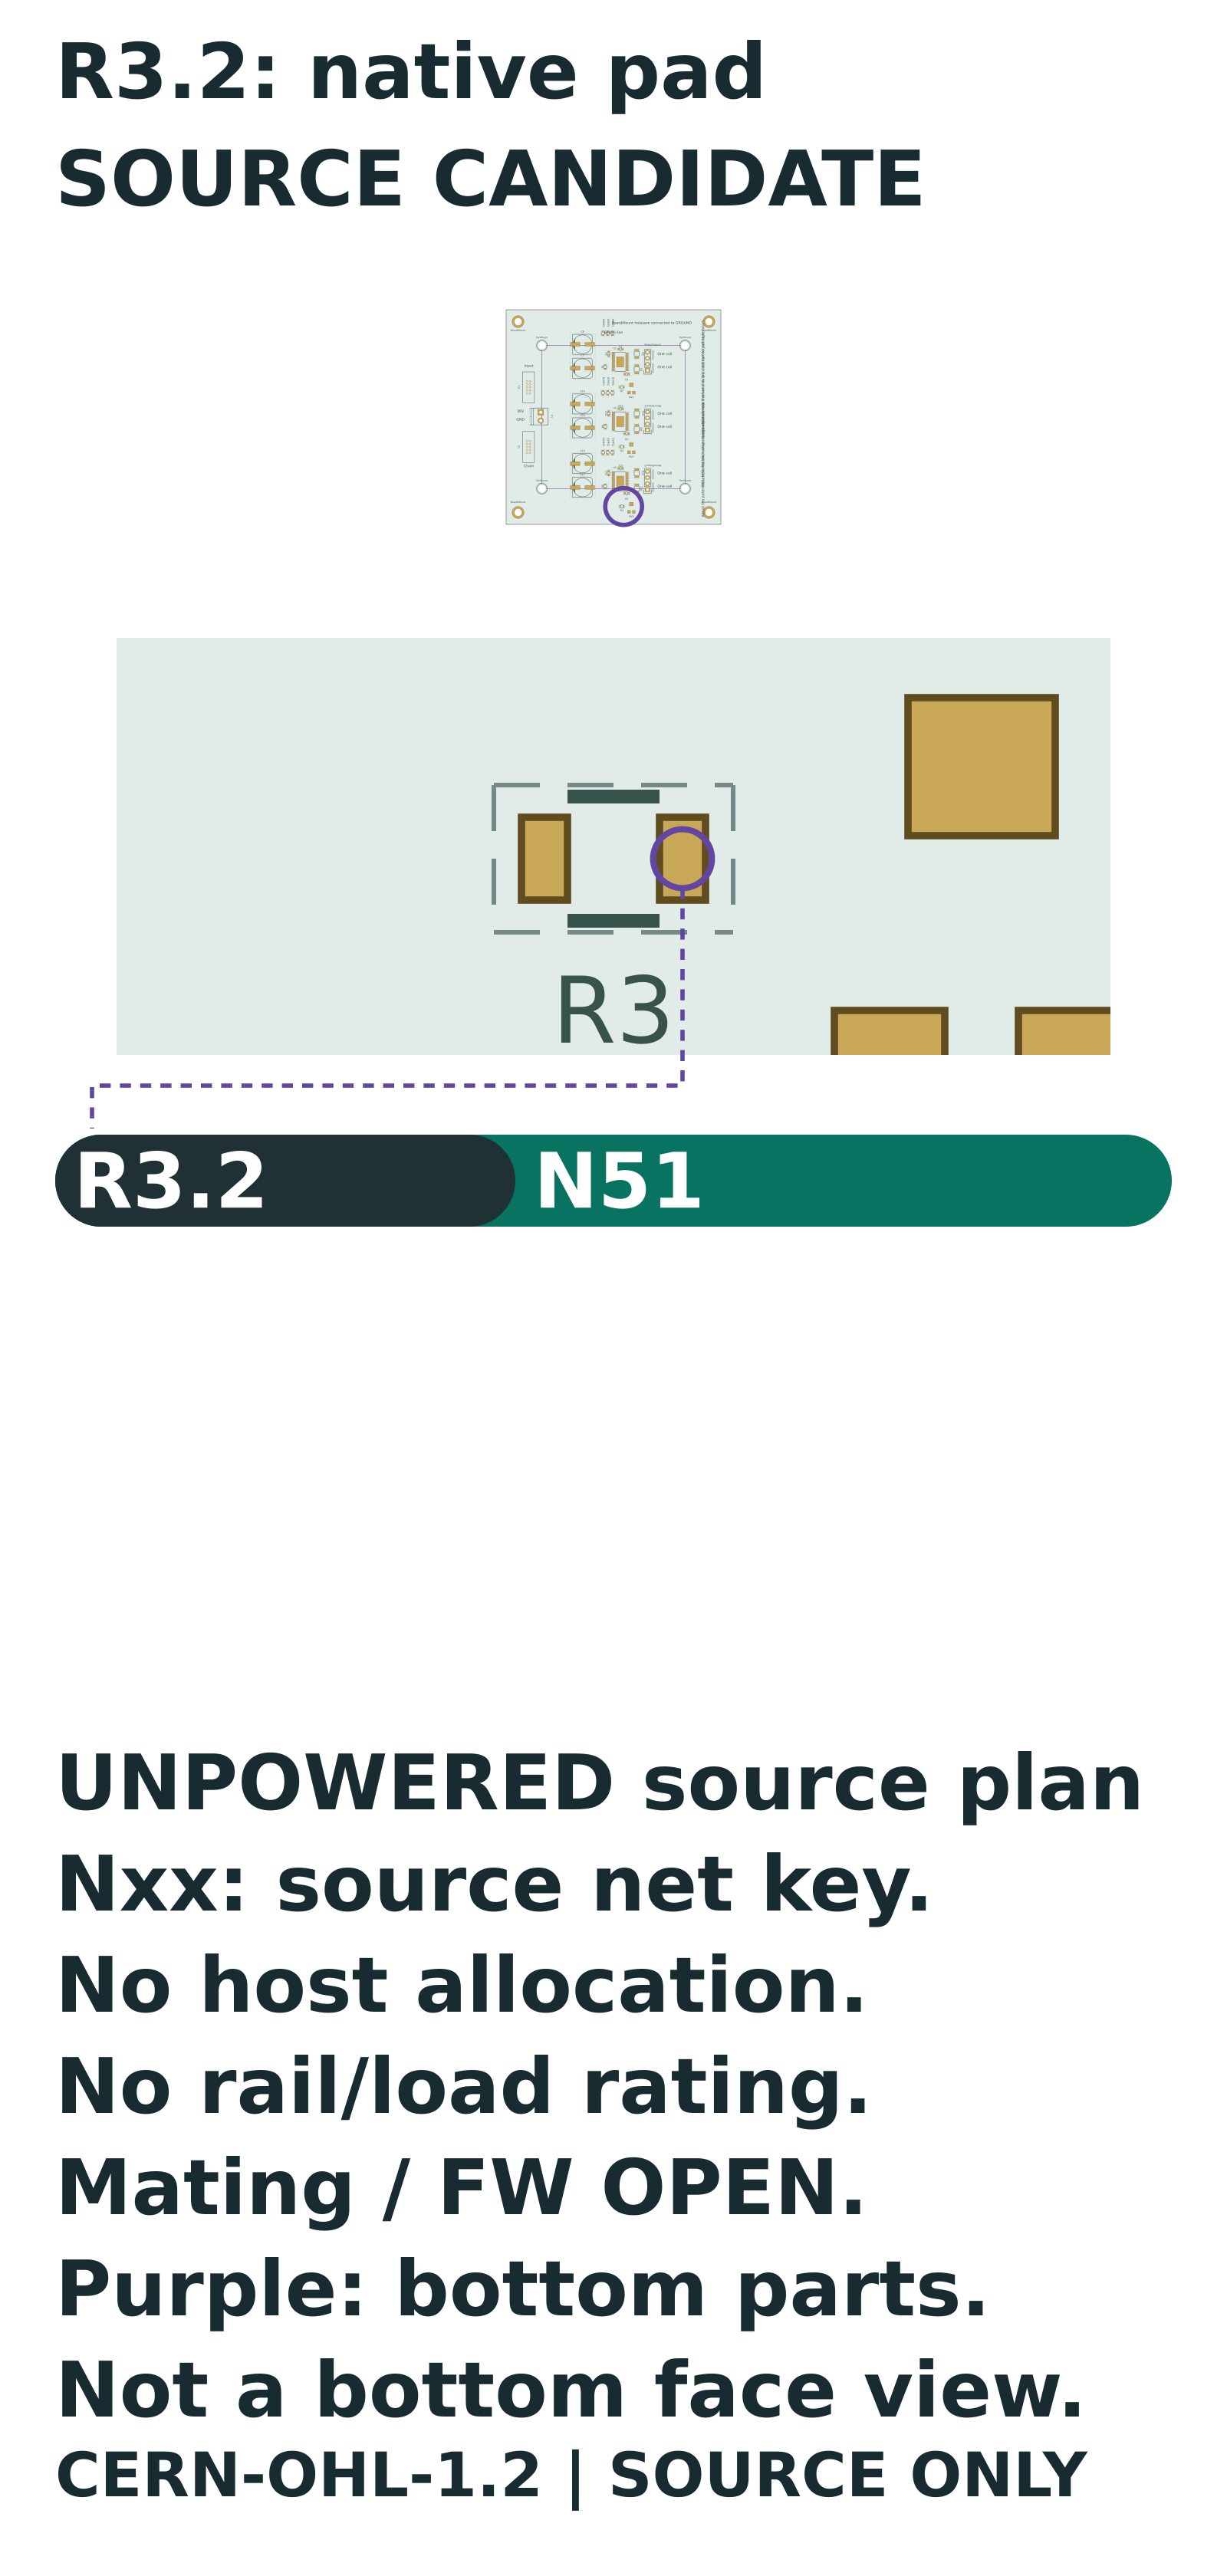 R3.2: native pad
SOURCE CANDIDATE
R3
R3.2 N51
UNPOWERED source plan
Nxx: source net key.
No host allocation.
No rail/load rating.
Mating / FW OPEN.
Purple: bottom parts.
Not a bottom face view.
CERN-OHL-1.2 | SOURCE ONLY